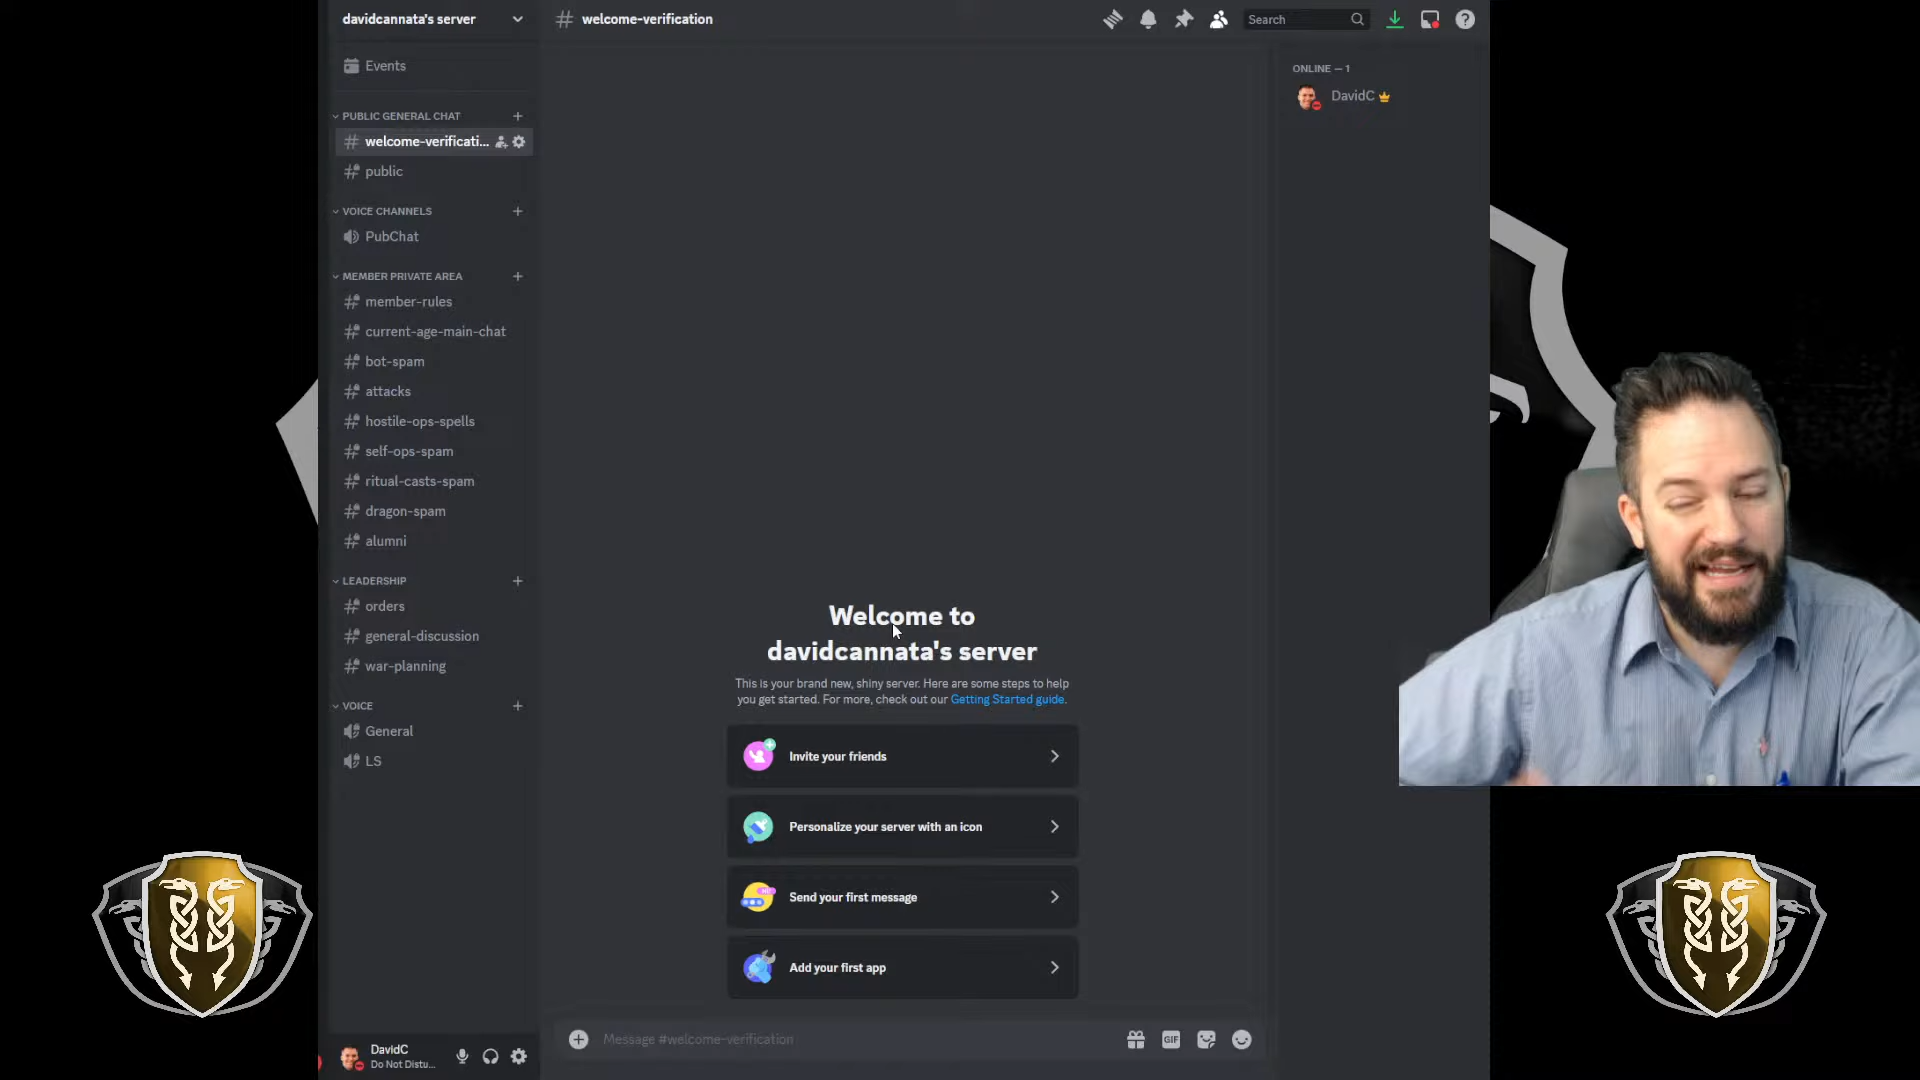 davidcannata's server
Events
PUBLIC GENERAL CHAT
welcome-verificati...
public
VOICE CHANNELS
PubChat
MEMBER PRIVATE AREA
member-rules
current-age-main-chat
bot-spam
attacks
hostile-ops-spells
self-ops-spam
ritual-casts-spam
dragon-spam
alumni
LEADERSHIP
orders
general-discussion
war-planning
VOICE
General
LS
DavidC
Do Not Distu...
welcome-verification
Search
Welcome to
davidcannata's server
This is your brand new, shiny server. Here are some steps to help
you get started. For more, check out our Getting Started guide.
Invite your friends
Personalize your server with an icon
Send your first message
Add your first app
Message #welcome-verification
GIF
ONLINE — 1
DavidC